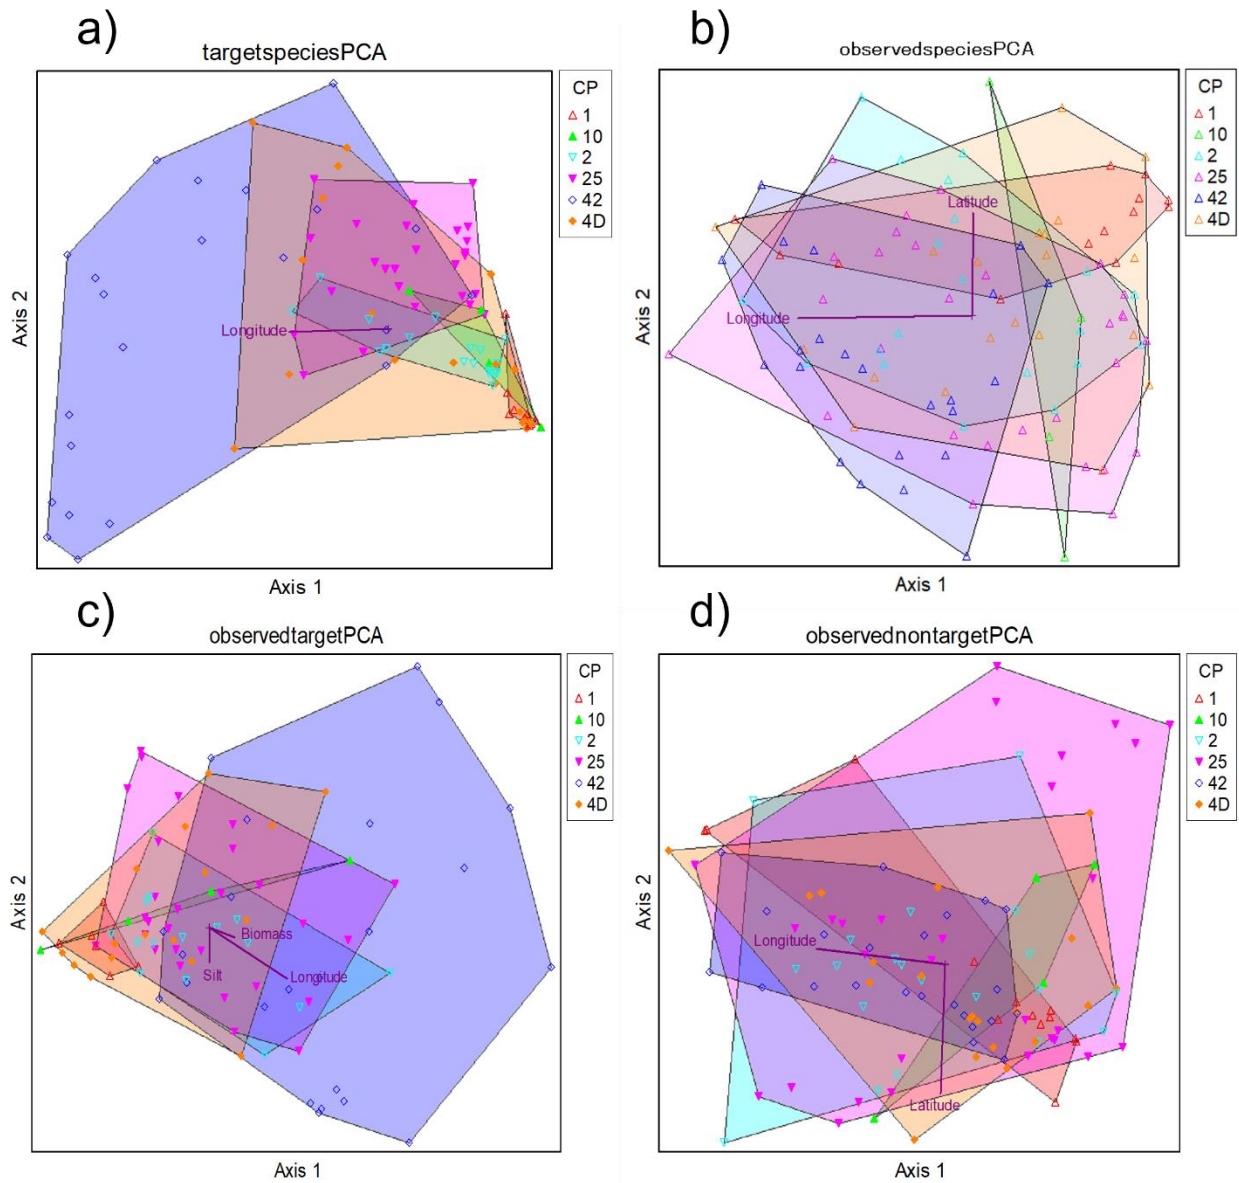 a)
targetspeciesPCA
CP
1
10
2
25
42
4D
Longitude
Axis 2
Axis 1
b)
observedspeciesPCA
CP
1
10
2
25
42
4D
Latitude
Longitude
Axis 2
Axis 1
c)
observedtargetPCA
CP
1
10
2
25
42
4D
Biomass
Silt
Longitude
Axis 2
Axis 1
d)
observednontargetPCA
CP
1
10
2
25
42
4D
Longitude
Latitude
Axis 2
Axis 1